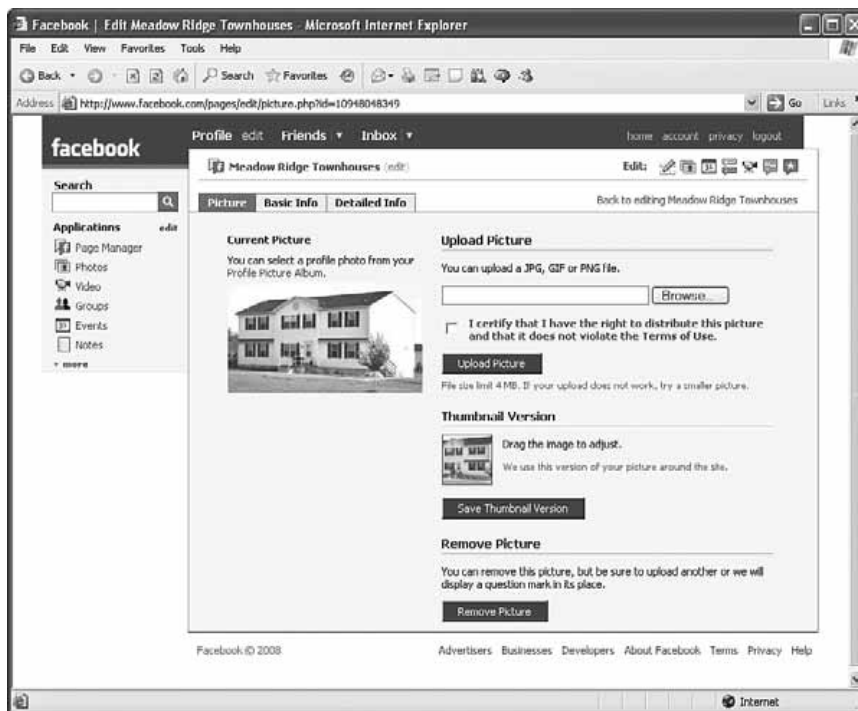 Facebook | Edit Meadow Ridge Townhouses - Microsoft Internet Explorer
File Edit View Favorites Tools Help
Back Search Favorites
Address http://www.facebook.com/pages/edit/picture.php?id=10948048349 Go Links
facebook
Profile edit Friends Inbox home account privacy logout
Search
Applications edit
Page Manager
Photos
Video
Groups
31 Events
Notes
more
Meadow Ridge Townhouses (edit) Edit:
Picture Basic Info Detailed Info Back to editing Meadow Ridge Townhouses
Current Picture
You can select a profile photo from your
Profile Picture Album.
Upload Picture
You can upload a JPG, GIF or PNG file.
Browse...
I certify that I have the right to distribute this picture
and that it does not violate the Terms of Use.
Upload Picture
File size limit 4 MB. If your upload does not work, try a smaller picture.
Thumbnail Version
Drag the image to adjust.
We use this version of your picture around the site.
Save Thumbnail Version
Remove Picture
You can remove this picture, but be sure to upload another or we will
display a question mark in its place.
Remove Picture
Facebook © 2008 Advertisers Businesses Developers About Facebook Terms Privacy Help
Internet